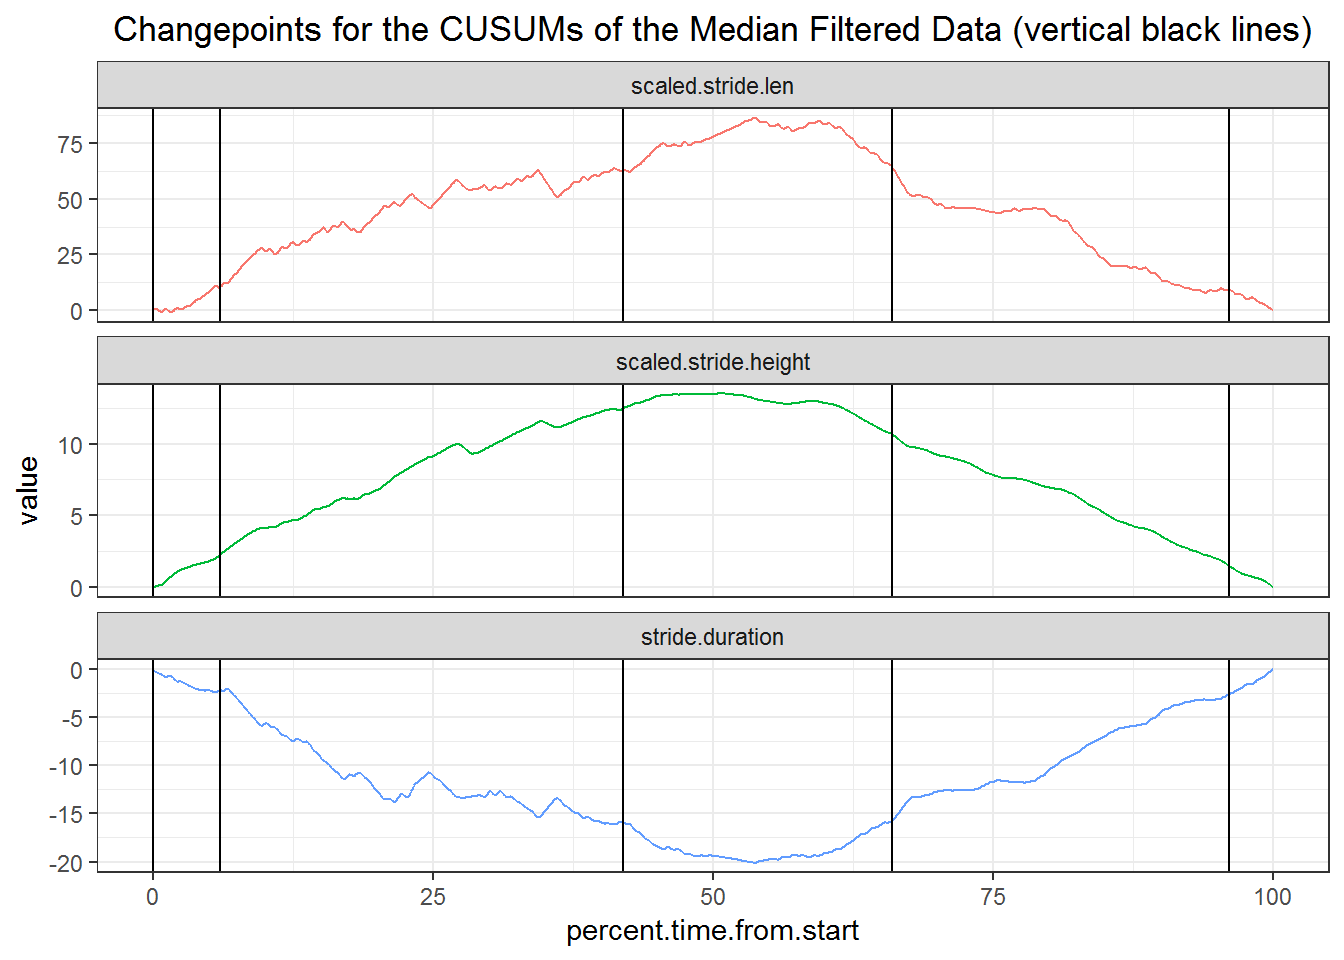 Changepoints for the CUSUMs of the Median Filtered Data (vertical black lines)
scaled.stride.len
75
50
25
0
scaled.stride.height
10
5
0
value
stride.duration
0
-5
-10
-15
-20
0 25 50 75 100
percent.time.from.start